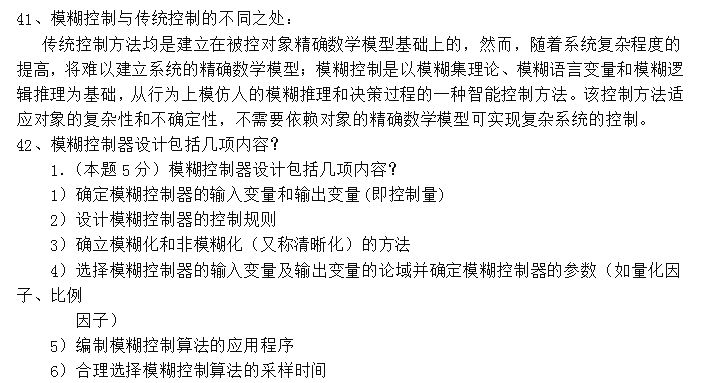 41、模糊控制与传统控制的不同之处：
传统控制方法均是建立在被控对象精确数学模型基础上的，然而，随着系统复杂程度的
提高，将难以建立系统的精确数学模型；模糊控制是以模糊集理论、模糊语言变量和模糊逻
辑推理为基础，从行为上模仿人的模糊推理和决策过程的一种智能控制方法。该控制方法适
应对象的复杂性和不确定性，不需要依赖对象的精确数学模型可实现复杂系统的控制。
42、模糊控制器设计包括几项内容？
1.（本题 5 分）模糊控制器设计包括几项内容？
1）确定模糊控制器的输入变量和输出变量(即控制量)
2）设计模糊控制器的控制规则
3）确立模糊化和非模糊化（又称清晰化）的方法
4）选择模糊控制器的输入变量及输出变量的论域并确定模糊控制器的参数（如量化因
子、比例
因子）
5）编制模糊控制算法的应用程序
6）合理选择模糊控制算法的采样时间